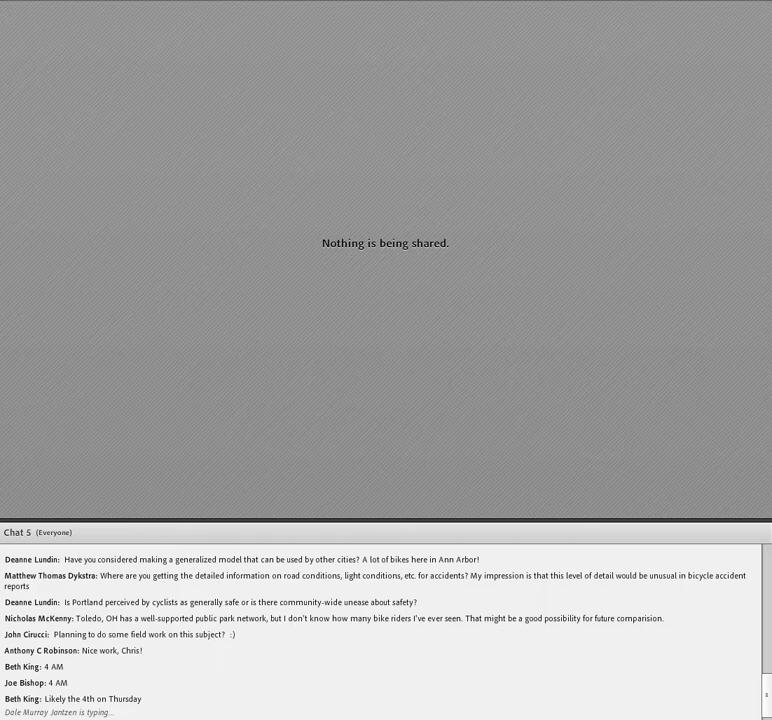 Nothing is being shared.
Chat 5 (Everyone)
Deanne Lundin: Have you considered making a generalized model that can be used by other cities? A lot of bikes here in Ann Arbor!
Matthew Thomas Dykstra: Where are you getting the detailed information on road conditions, light conditions, etc. for accidents? My impression is that this level of detail would be unusual in bicycle accident
reports
Deanne Lundin: Is Portland perceived by cyclists as generally safe or is there community-wide unease about safety?
Nicholas McKenny: Toledo, OH has a well-supported public park network, but I don't know how many bike riders I've ever seen. That might be a good possibility for future comparision.
John Cirucci: Planning to do some field work on this subject? :)
Anthony C Robinson: Nice work, Chris!
Beth King: 4 AM
Joe Bishop: 4 AM
Beth King: Likely the 4th on Thursday
Dale Murray Jantzen is typing...